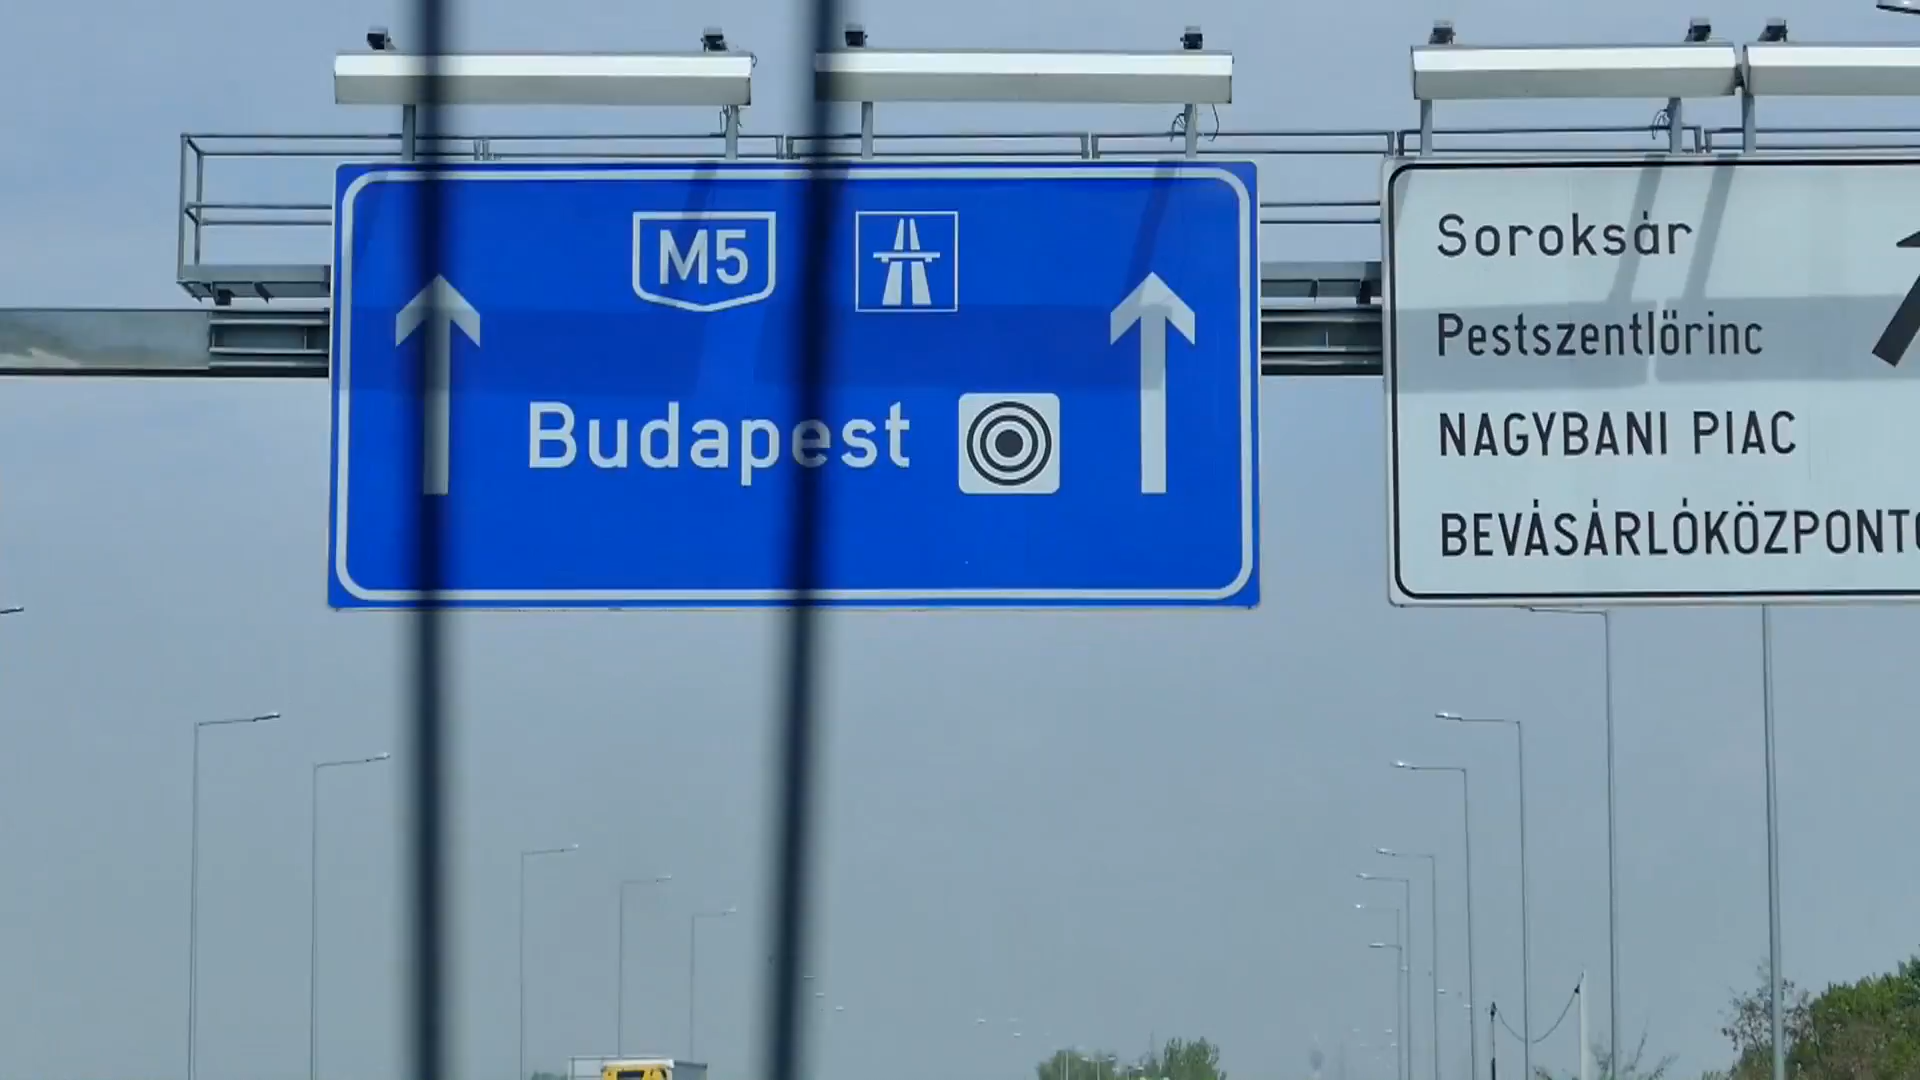 M5
Budapest
Soroksár
Pestszentlőrinc
NAGYBANI PIAC